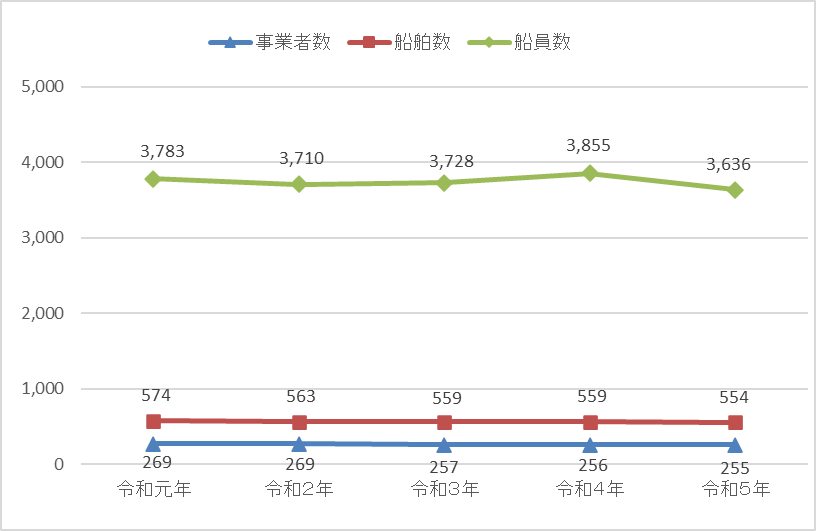 事業者数 船舶数 船員数
5,000
4,000
3,000
2,000
1,000
0
3,783 3,710 3,728 3,855 3,636
574 563 559 559 554
269 269 257 256 255
令和元年 令和２年 令和３年 令和４年 令和５年